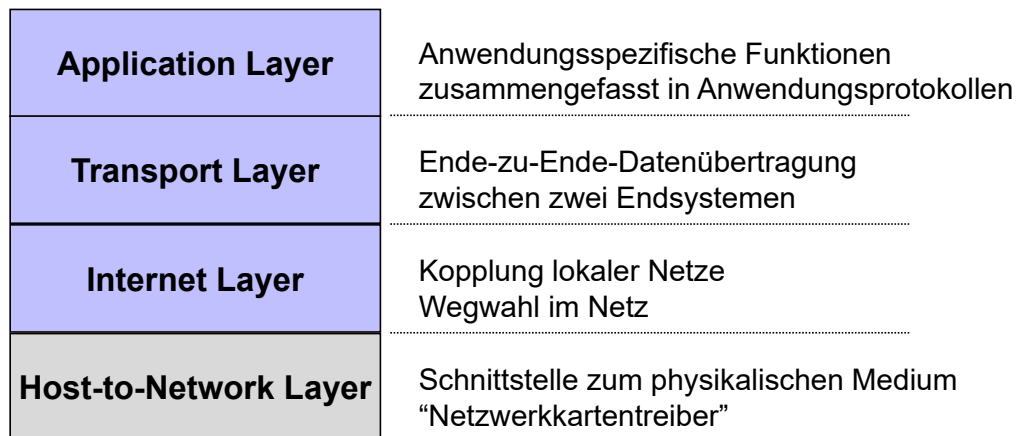 Application Layer
Anwendungsspezifische Funktionen
zusammengefasst in Anwendungsprotokollen
Transport Layer
Ende-zu-Ende-Datenübertragung
zwischen zwei Endsystemen
Internet Layer
Kopplung lokaler Netze
Wegwahl im Netz
Host-to-Network Layer
Schnittstelle zum physikalischen Medium
“Netzwerkkartentreiber”